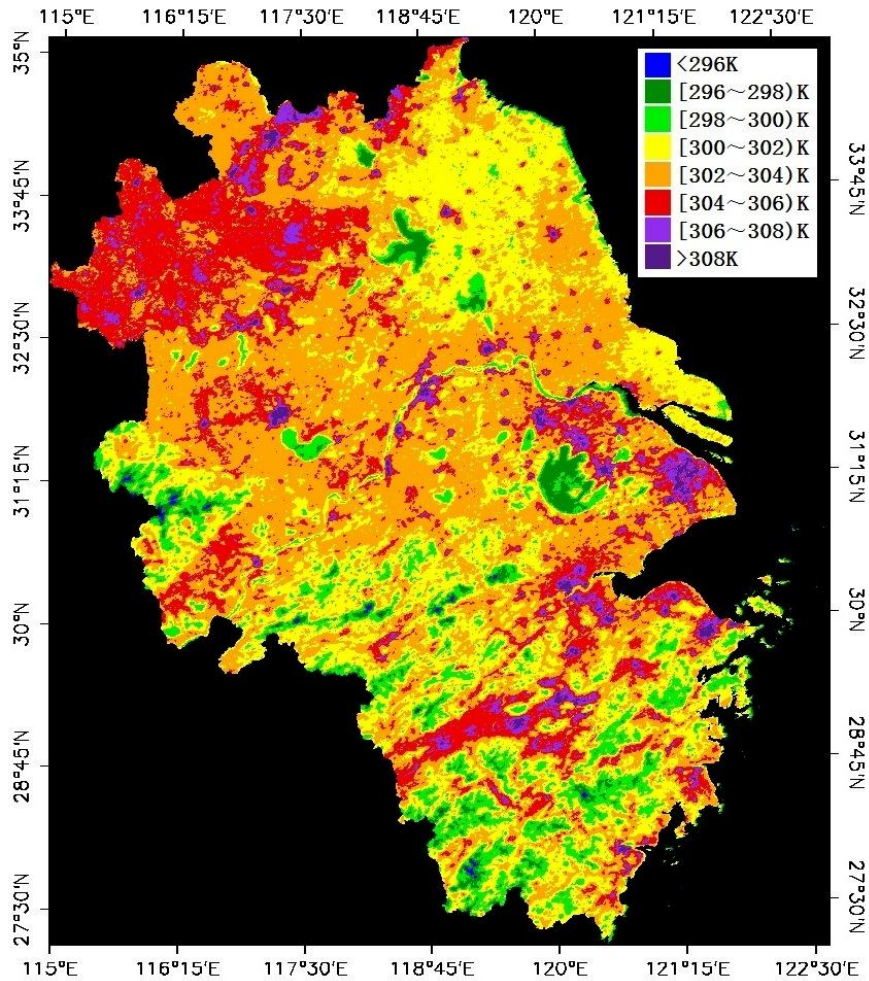 115°E 116°15'E 117°30'E 118°45'E 120°E 121°15'E 122°30'E
35°N
<296K
[296～298)K
[298～300)K
[300～302)K
[302～304)K
[304～306)K
[306～308)K
>308K
33°45'N 33°45'N
32°30'N 32°30'N
31°15'N 31°15'N
30°N 30°N
28°45'N 28°45'N
27°30'N 27°30'N
115°E 116°15'E 117°30'E 118°45'E 120°E 121°15'E 122°30'E